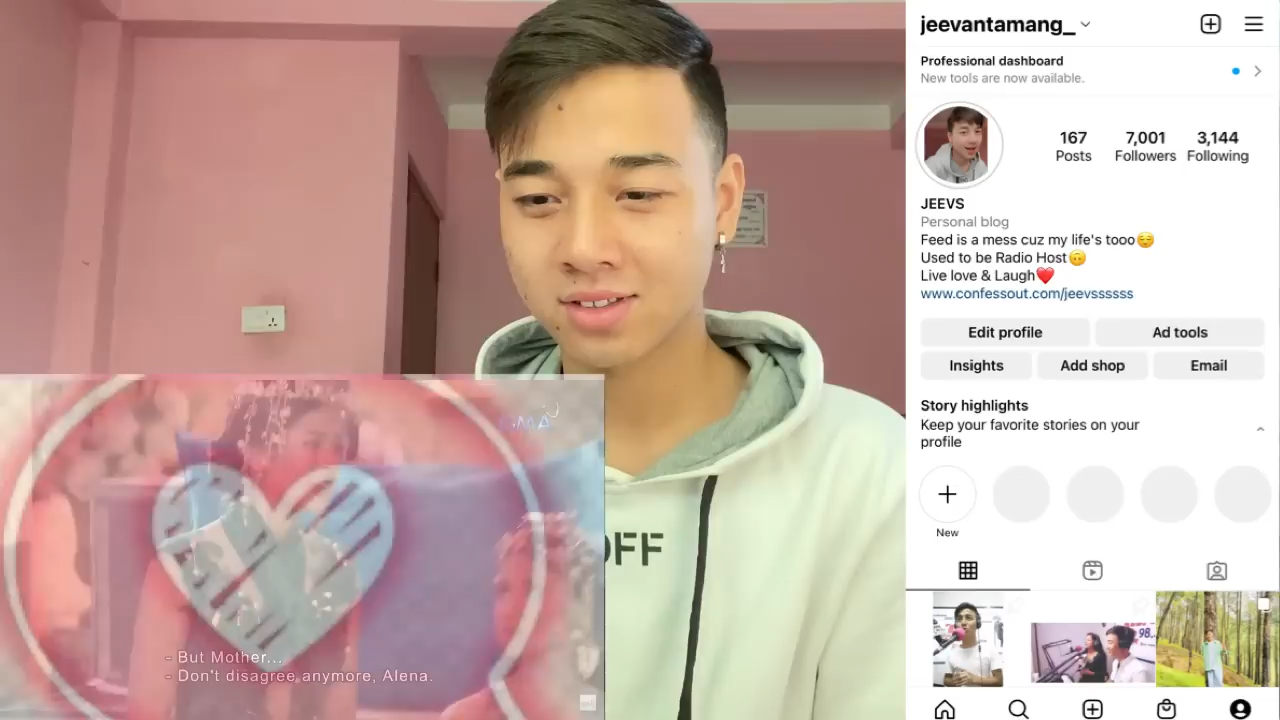 jeevantamang_
Professional dashboard
New tools are now available.
167 7,001 3,144
Posts Followers Following
JEEVS
Personal blog
Feed is a mess cuz my life's tooo😌
Used to be Radio Host🙃
Live love & Laugh❤️
www.confessout.com/jeevssssss
Edit profile Ad tools
Insights Add shop Email
Story highlights
Keep your favorite stories on your
profile
New
OFF
98.
- But Mother...
- Don't disagree anymore, Alena.